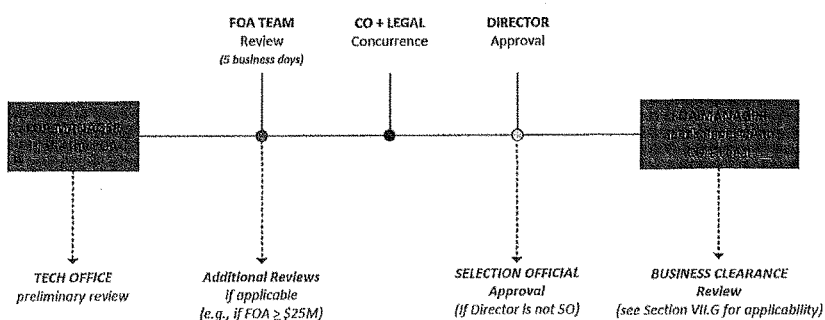 FOA TEAM
Review
(5 business days)
CO + LEGAL
Concurrence
DIRECTOR
Approval
FOA MANAGER
TECH OFFICE
preliminary review
Additional Reviews
if applicable
(e.g., if FOA ≥ $25M)
SELECTION OFFICIAL
Approval
(if Director is not SO)
BUSINESS CLEARANCE
Review
(see Section VII.G for applicability)